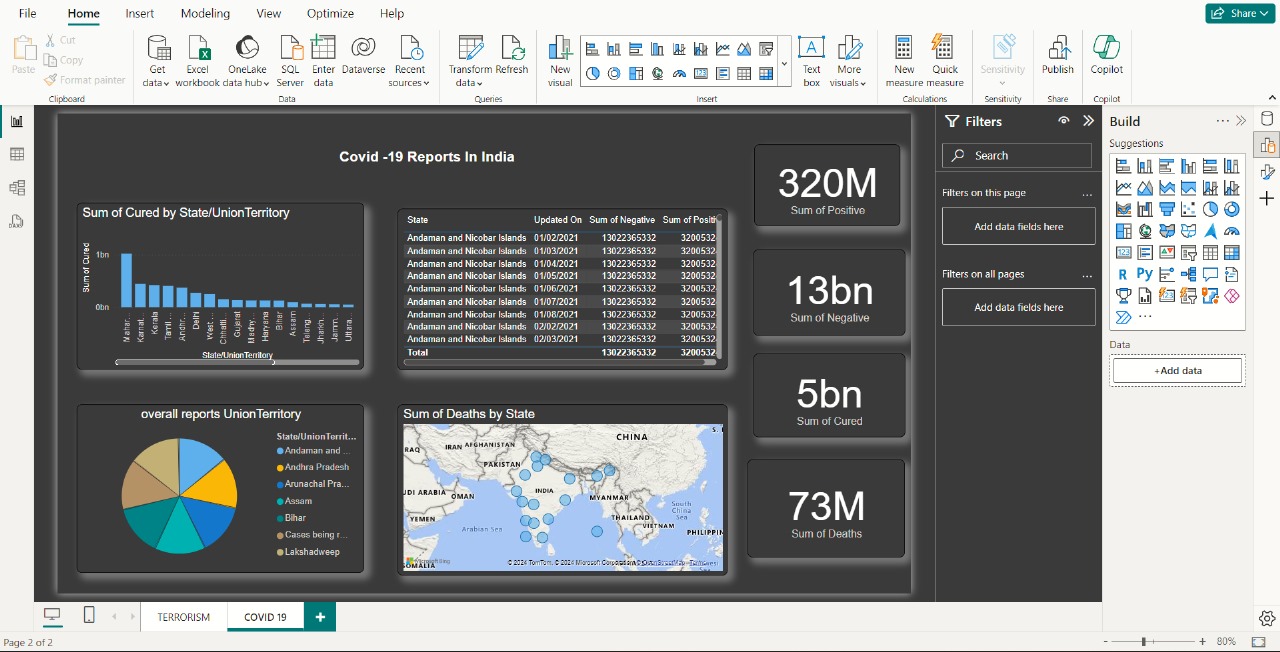 File Home Insert Modeling View Optimize Help Share
Paste Cut
Copy
Format painter
Clipboard
Get data
Excel workbook
OneLake data hub
SQL Server
Enter data
Dataverse
Recent sources
Data
Transform data
Refresh
Queries
New visual
Text box
More visuals
Insert
New measure
Quick measure
Calculations
Sensitivity
Sensitivity
Publish
Share
Copilot
Copilot
Covid -19 Reports In India
Sum of Cured by State/UnionTerritory
Sum of Cured
1bn
0bn
Mahar... Karnat... Kerala Tamil ... Andhr... Delhi West ... Chhatti... Gujarat Madhy... Haryana Bihar Assam Telang... Jharkh... Jamm... Uttara...
State/UnionTerritory
State Updated On Sum of Negative Sum of Positi
Andaman and Nicobar Islands 01/02/2021 13022365332 3200532
Andaman and Nicobar Islands 01/03/2021 13022365332 3200532
Andaman and Nicobar Islands 01/04/2021 13022365332 3200532
Andaman and Nicobar Islands 01/05/2021 13022365332 3200532
Andaman and Nicobar Islands 01/06/2021 13022365332 3200532
Andaman and Nicobar Islands 01/07/2021 13022365332 3200532
Andaman and Nicobar Islands 01/08/2021 13022365332 3200532
Andaman and Nicobar Islands 02/02/2021 13022365332 3200532
Andaman and Nicobar Islands 02/03/2021 13022365332 3200532
Total 13022365332 3200532
320M
Sum of Positive
13bn
Sum of Negative
5bn
Sum of Cured
73M
Sum of Deaths
overall reports UnionTerritory
State/UnionTerrit...
Andaman and ...
Andhra Pradesh
Arunachal Pra...
Assam
Bihar
Cases being r...
Lakshadweep
Sum of Deaths by State
CHINA
IRAN
AFGHANISTAN
RAQ
PAKISTAN
UDI ARABIA
OMAN
INDIA
MYANMAR
YEMEN
Arabian Sea
THAILAND
VIETNAM
South China Sea
PHILIPPIN
SOMALIA
© 2024 TomTom, © 2024 Microsoft Corporation, © OpenStreetMap
Filters
Search
Filters on this page ...
Add data fields here
Filters on all pages ...
Add data fields here
Build ...
Suggestions
123
R Py
...
Data
+Add data
TERRORISM COVID 19 +
Page 2 of 2
- + 80%